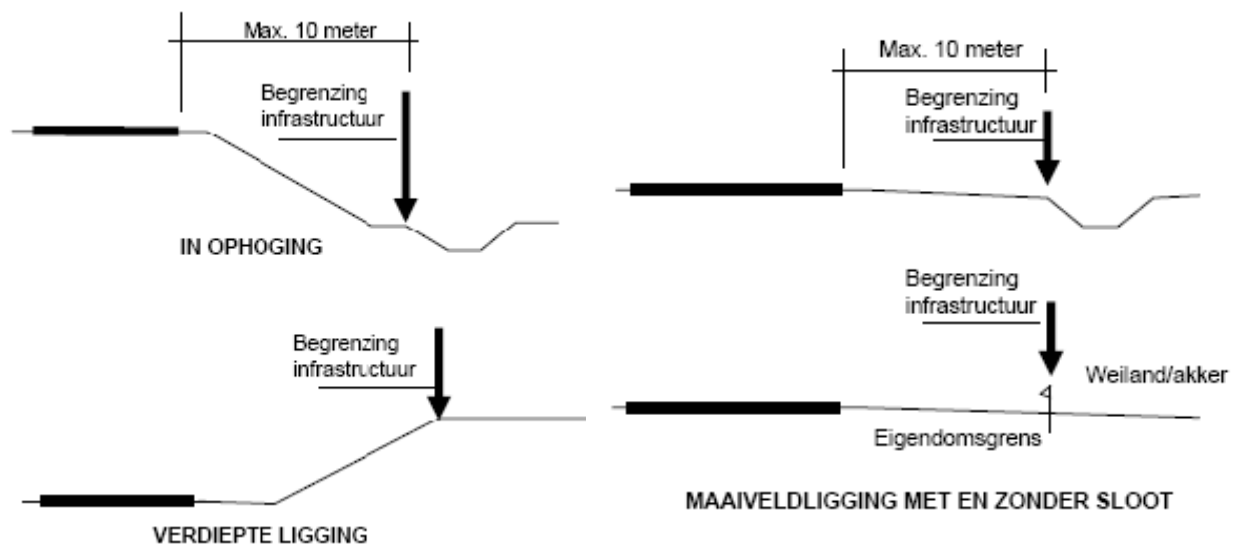 Max. 10 meter
Begrenzing
infrastructuur
IN OPHOGING
Begrenzing
infrastructuur
VERDIEPTE LIGGING
Max. 10 meter
Begrenzing
infrastructuur
Begrenzing
infrastructuur
Weiland/akker
Eigendomsgrens
MAAIVELDLIGGING MET EN ZONDER SLOOT